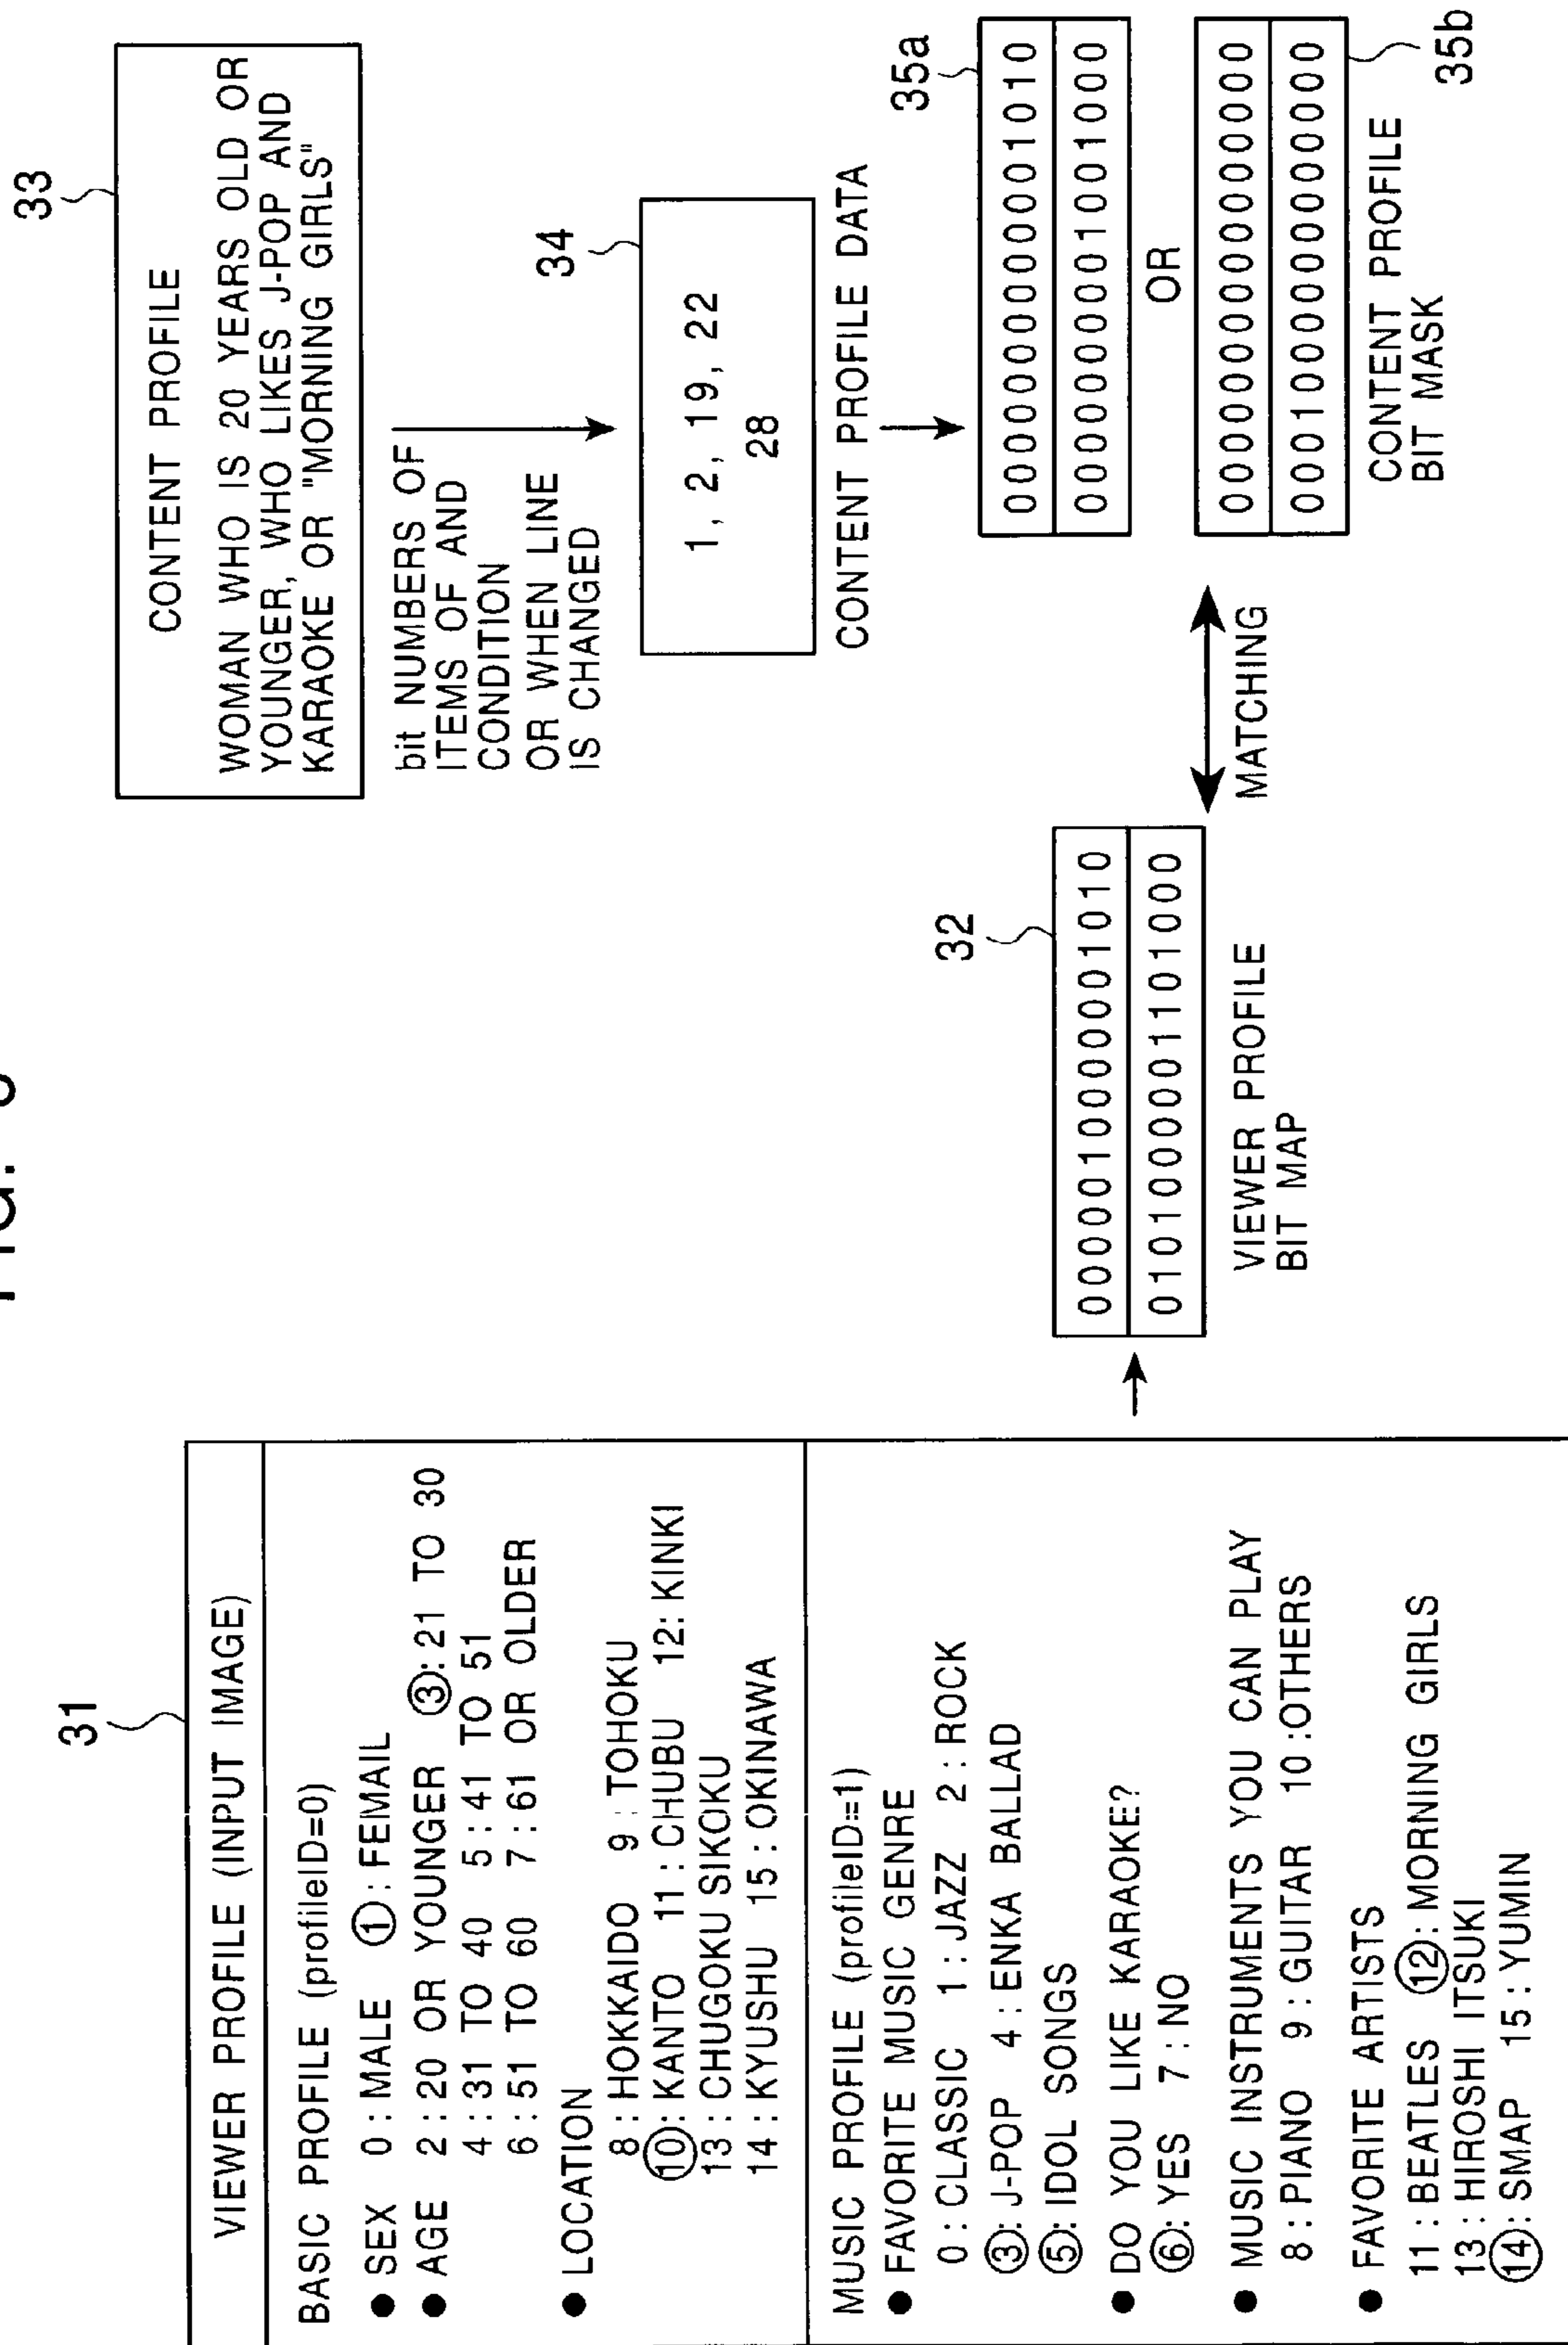 31
VIEWER PROFILE (INPUT IMAGE)
BASIC PROFILE (profileID=0)
● SEX 0 : MALE ① : FEMAIL
● AGE 2 : 20 OR YOUNGER ③ : 21 TO 30
4 : 31 TO 40 5 : 41 TO 51
6 : 51 TO 60 7 : 61 OR OLDER
● LOCATION
8 : HOKKAIDO 9 : TOHOKU
⑩ : KANTO 11 : CHUBU 12 : KINKI
13 : CHUGOKU SIKOKU
14 : KYUSHU 15 : OKINAWA
MUSIC PROFILE (profileID=1)
● FAVORITE MUSIC GENRE
0 : CLASSIC 1 : JAZZ 2 : ROCK
③ : J-POP 4 : ENKA BALLAD
⑤ : IDOL SONGS
● DO YOU LIKE KARAOKE?
⑥ : YES 7 : NO
● MUSIC INSTRUMENTS YOU CAN PLAY
8 : PIANO 9 : GUITAR 10 : OTHERS
● FAVORITE ARTISTS
11 : BEATLES ⑫ : MORNING GIRLS
13 : HIROSHI ITSUKI
⑭ : SMAP 15 : YUMIN
32
0000010000001010
0101000001101000
VIEWER PROFILE
BIT MAP
MATCHING
33
CONTENT PROFILE
WOMAN WHO IS 20 YEARS OLD OR
YOUNGER, WHO LIKES J-POP AND
KARAOKE OR "MORNING GIRLS"
bit NUMBERS OF
ITEMS OF AND
CONDITION
OR WHEN LINE
IS CHANGED
34
1, 2, 19, 22
28
CONTENT PROFILE DATA
35a
0000000000001010
0000000001001000
OR
0000000000000000
0001000000000000
35b
CONTENT PROFILE
BIT MASK